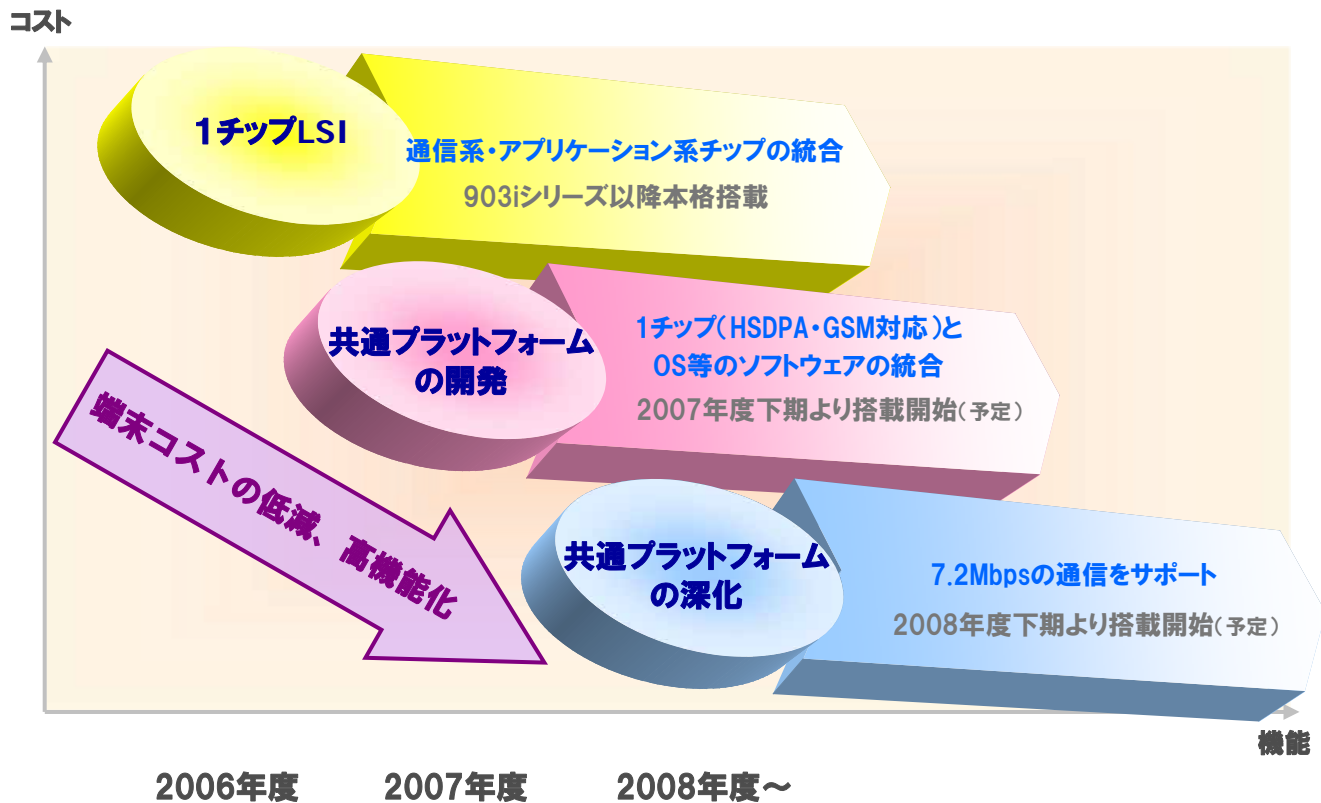 コスト
1チップLSI
通信系・アプリケーション系チップの統合
903iシリーズ以降本格搭載
共通プラットフォーム
の開発
1チップ(HSDPA・GSM対応)と
OS等のソフトウェアの統合
2007年度下期より搭載開始(予定)
端末コストの低減、高機能化
共通プラットフォーム
の深化
7.2Mbpsの通信をサポート
2008年度下期より搭載開始(予定)
機能
2006年度
2007年度
2008年度～